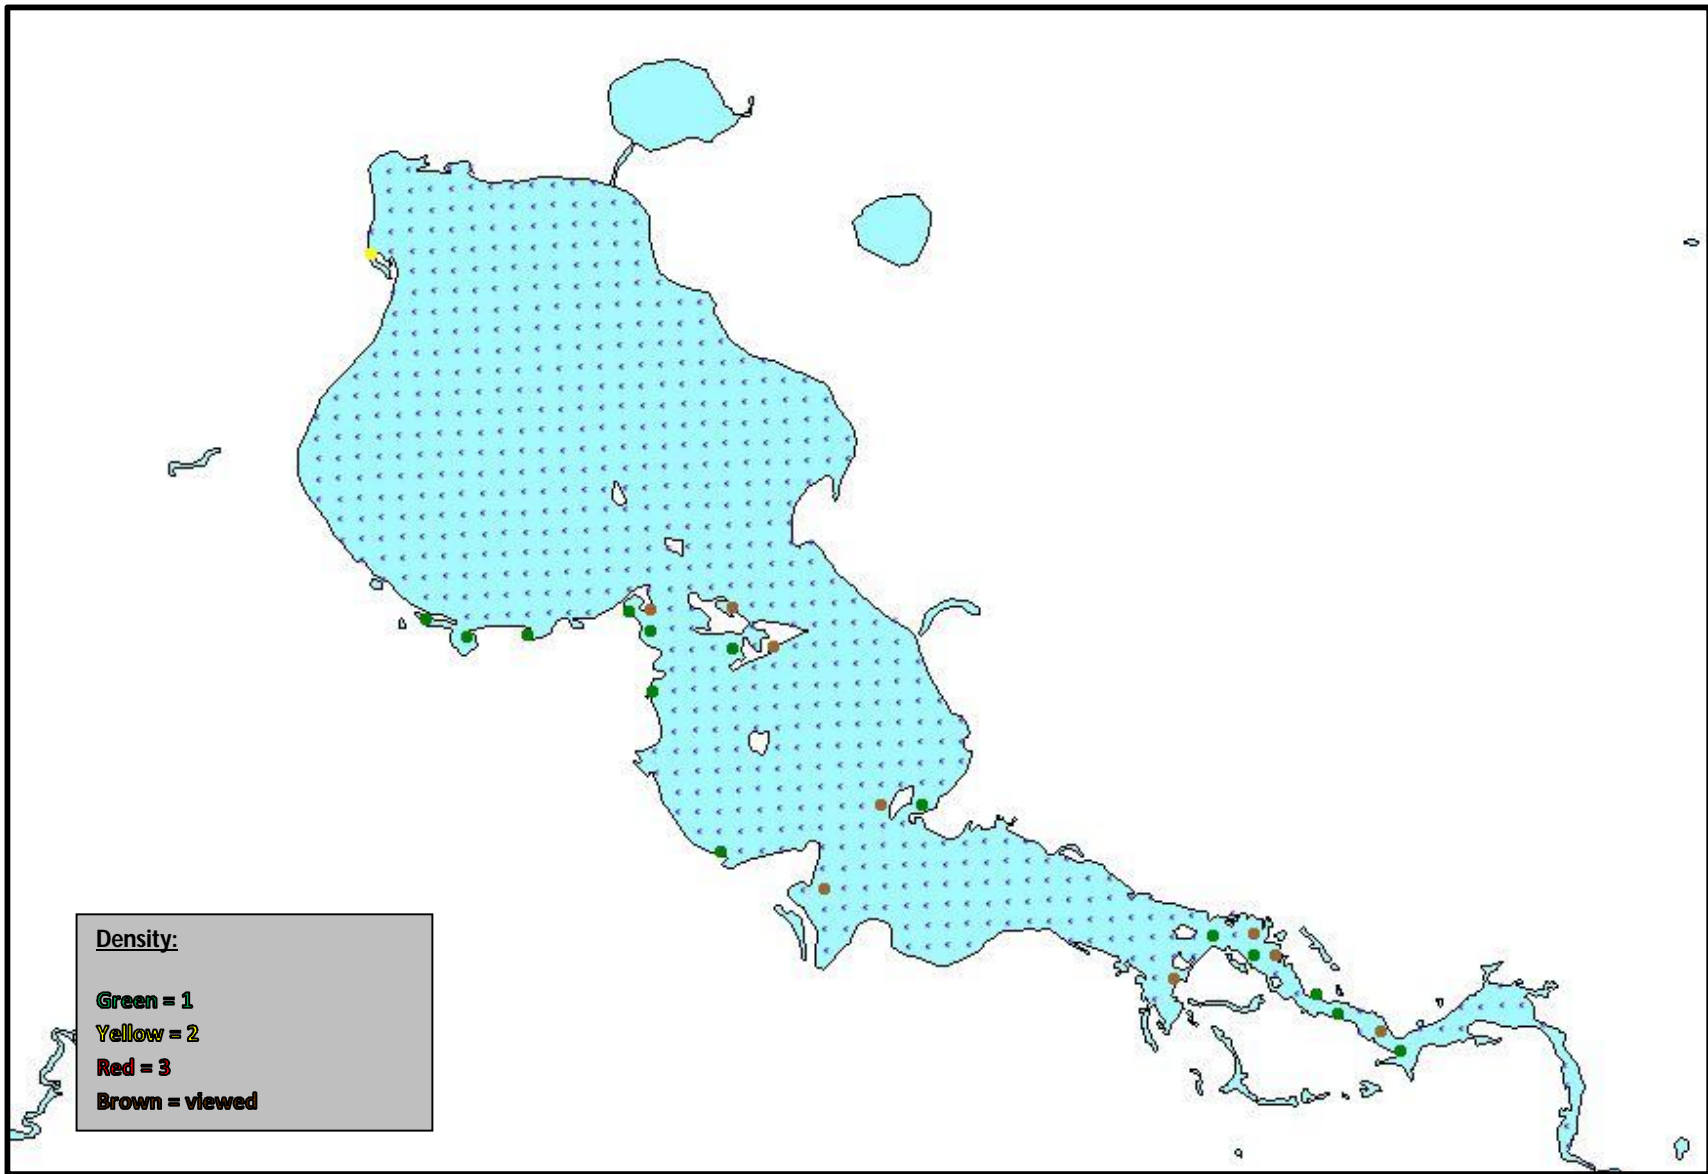 Density:
Green = 1
Yellow = 2
Red = 3
Brown = viewed